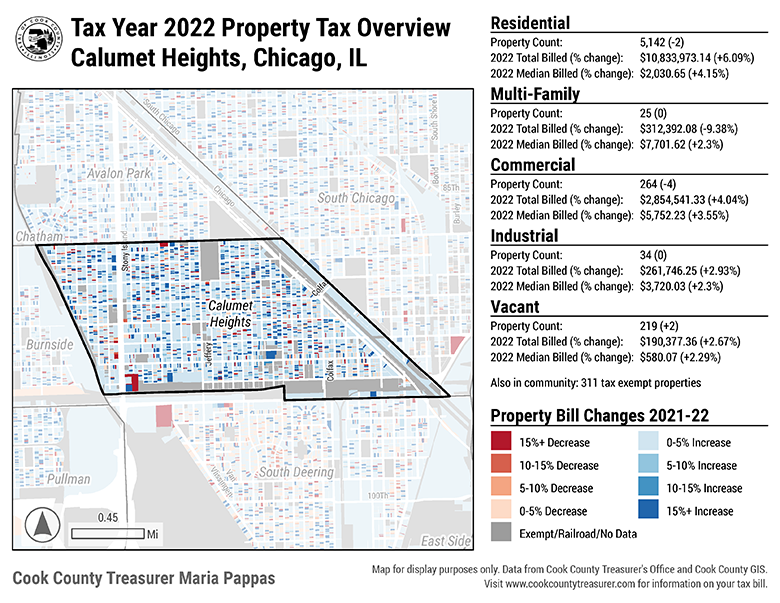 Tax Year 2022 Property Tax Overview
Calumet Heights, Chicago, IL
Residential
Property Count: 5,142 (-2)
2022 Total Billed (% change): $10,833,973.14 (+6.09%)
2022 Median Billed (% change): $2,030.65 (+4.15%)
Multi-Family
Property Count: 25 (0)
2022 Total Billed (% change): $312,392.08 (-9.38%)
2022 Median Billed (% change): $7,701.62 (+2.3%)
Commercial
Property Count: 264 (-4)
2022 Total Billed (% change): $2,854,541.33 (+4.04%)
2022 Median Billed (% change): $5,752.23 (+3.55%)
Industrial
Property Count: 34 (0)
2022 Total Billed (% change): $261,746.25 (+2.93%)
2022 Median Billed (% change): $3,720.03 (+2.3%)
Vacant
Property Count: 219 (+2)
2022 Total Billed (% change): $190,377.36 (+2.67%)
2022 Median Billed (% change): $580.07 (+2.29%)
Also in community: 311 tax exempt properties
Property Bill Changes 2021-22
15%+ Decrease
10-15% Decrease
5-10% Decrease
0-5% Decrease
Exempt/Railroad/No Data
0-5% Increase
5-10% Increase
10-15% Increase
15%+ Increase
South Chicago
Avalon Park
Chicago
South Chicago
85th
Burley
Chatham
Stony Island
Colfax
Calumet
Heights
Burnside
Jeffery
Colfax
South Deering
Pullman
100th
East Side
0.45
Mi
Cook County Treasurer Maria Pappas
Map for display purposes only. Data from Cook County Treasurer's Office and Cook County GIS.
Visit www.cookcountytreasurer.com for information on your tax bill.